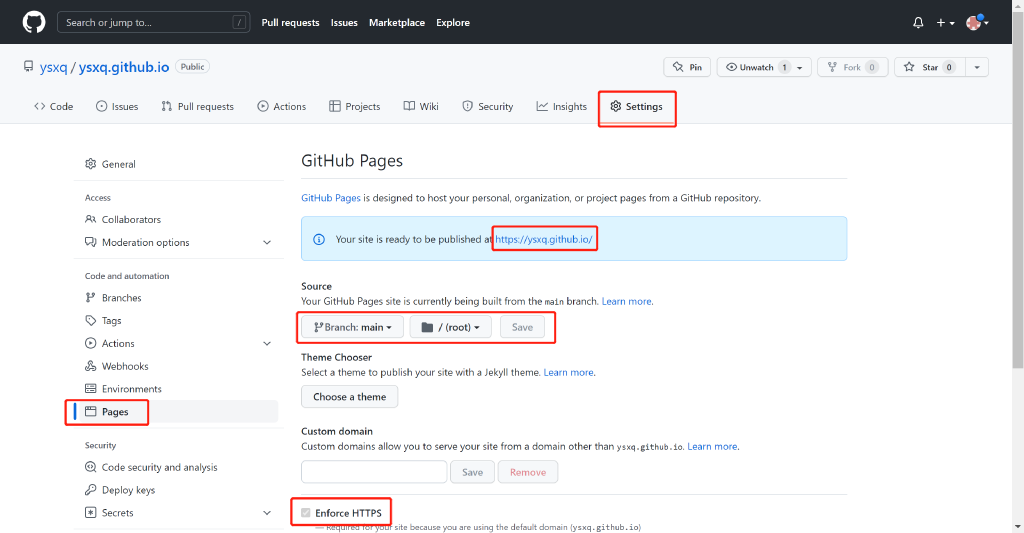 Search or jump to... / Pull requests Issues Marketplace Explore
ysxq / ysxq.github.io Public Pin Unwatch 1 Fork 0 Star 0
Code Issues Pull requests Actions Projects Wiki Security Insights Settings
General
Access
Collaborators
Moderation options
Code and automation
Branches
Tags
Actions
Webhooks
Environments
Pages
Security
Code security and analysis
Deploy keys
Secrets
GitHub Pages
GitHub Pages is designed to host your personal, organization, or project pages from a GitHub repository.
Your site is ready to be published at https://ysxq.github.io/
Source
Your GitHub Pages site is currently being built from the main branch. Learn more.
Branch: main / (root) Save
Theme Chooser
Select a theme to publish your site with a Jekyll theme. Learn more.
Choose a theme
Custom domain
Custom domains allow you to serve your site from a domain other than ysxq.github.io. Learn more.
Save Remove
Enforce HTTPS
— Required for your site because you are using the default domain (ysxq.github.io)